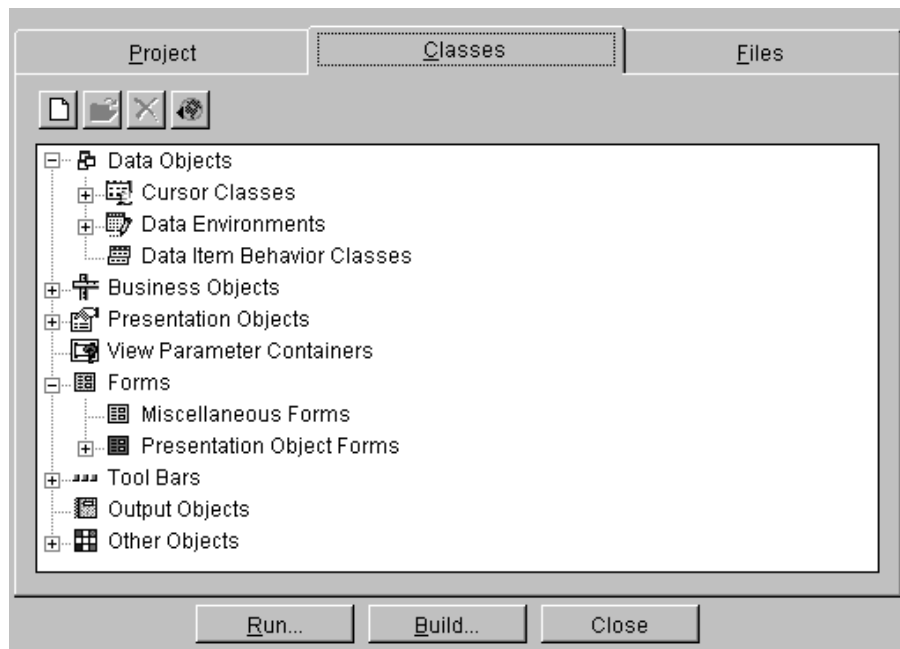 Project Classes Files
Data Objects
Cursor Classes
Data Environments
Data Item Behavior Classes
Business Objects
Presentation Objects
View Parameter Containers
Forms
Miscellaneous Forms
Presentation Object Forms
Tool Bars
Output Objects
Other Objects
Run... Build... Close